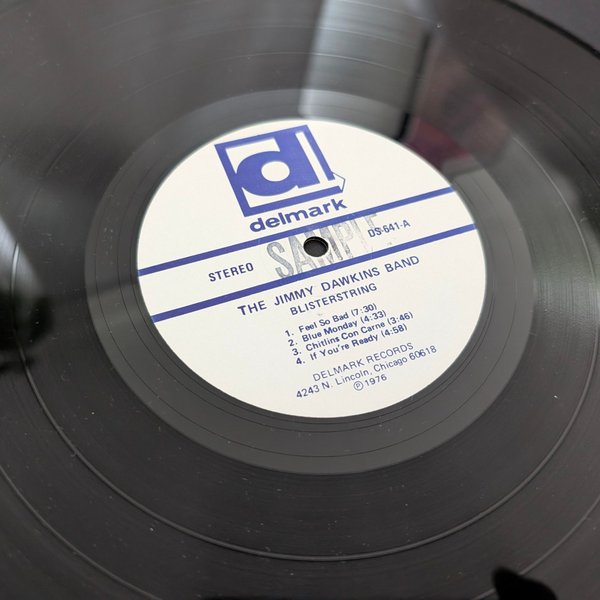 d
delmark
SAMPLE
DS-641-A
STEREO
THE JIMMY DAWKINS BAND
BLISTERSTRING
1. Feel So Bad (7:30)
2. Blue Monday (4:33)
3. Chitlins Con Carne (3:46)
4. If You're Ready (4:58)
DELMARK RECORDS
4243 N. Lincoln, Chicago 60618
℗ 1976